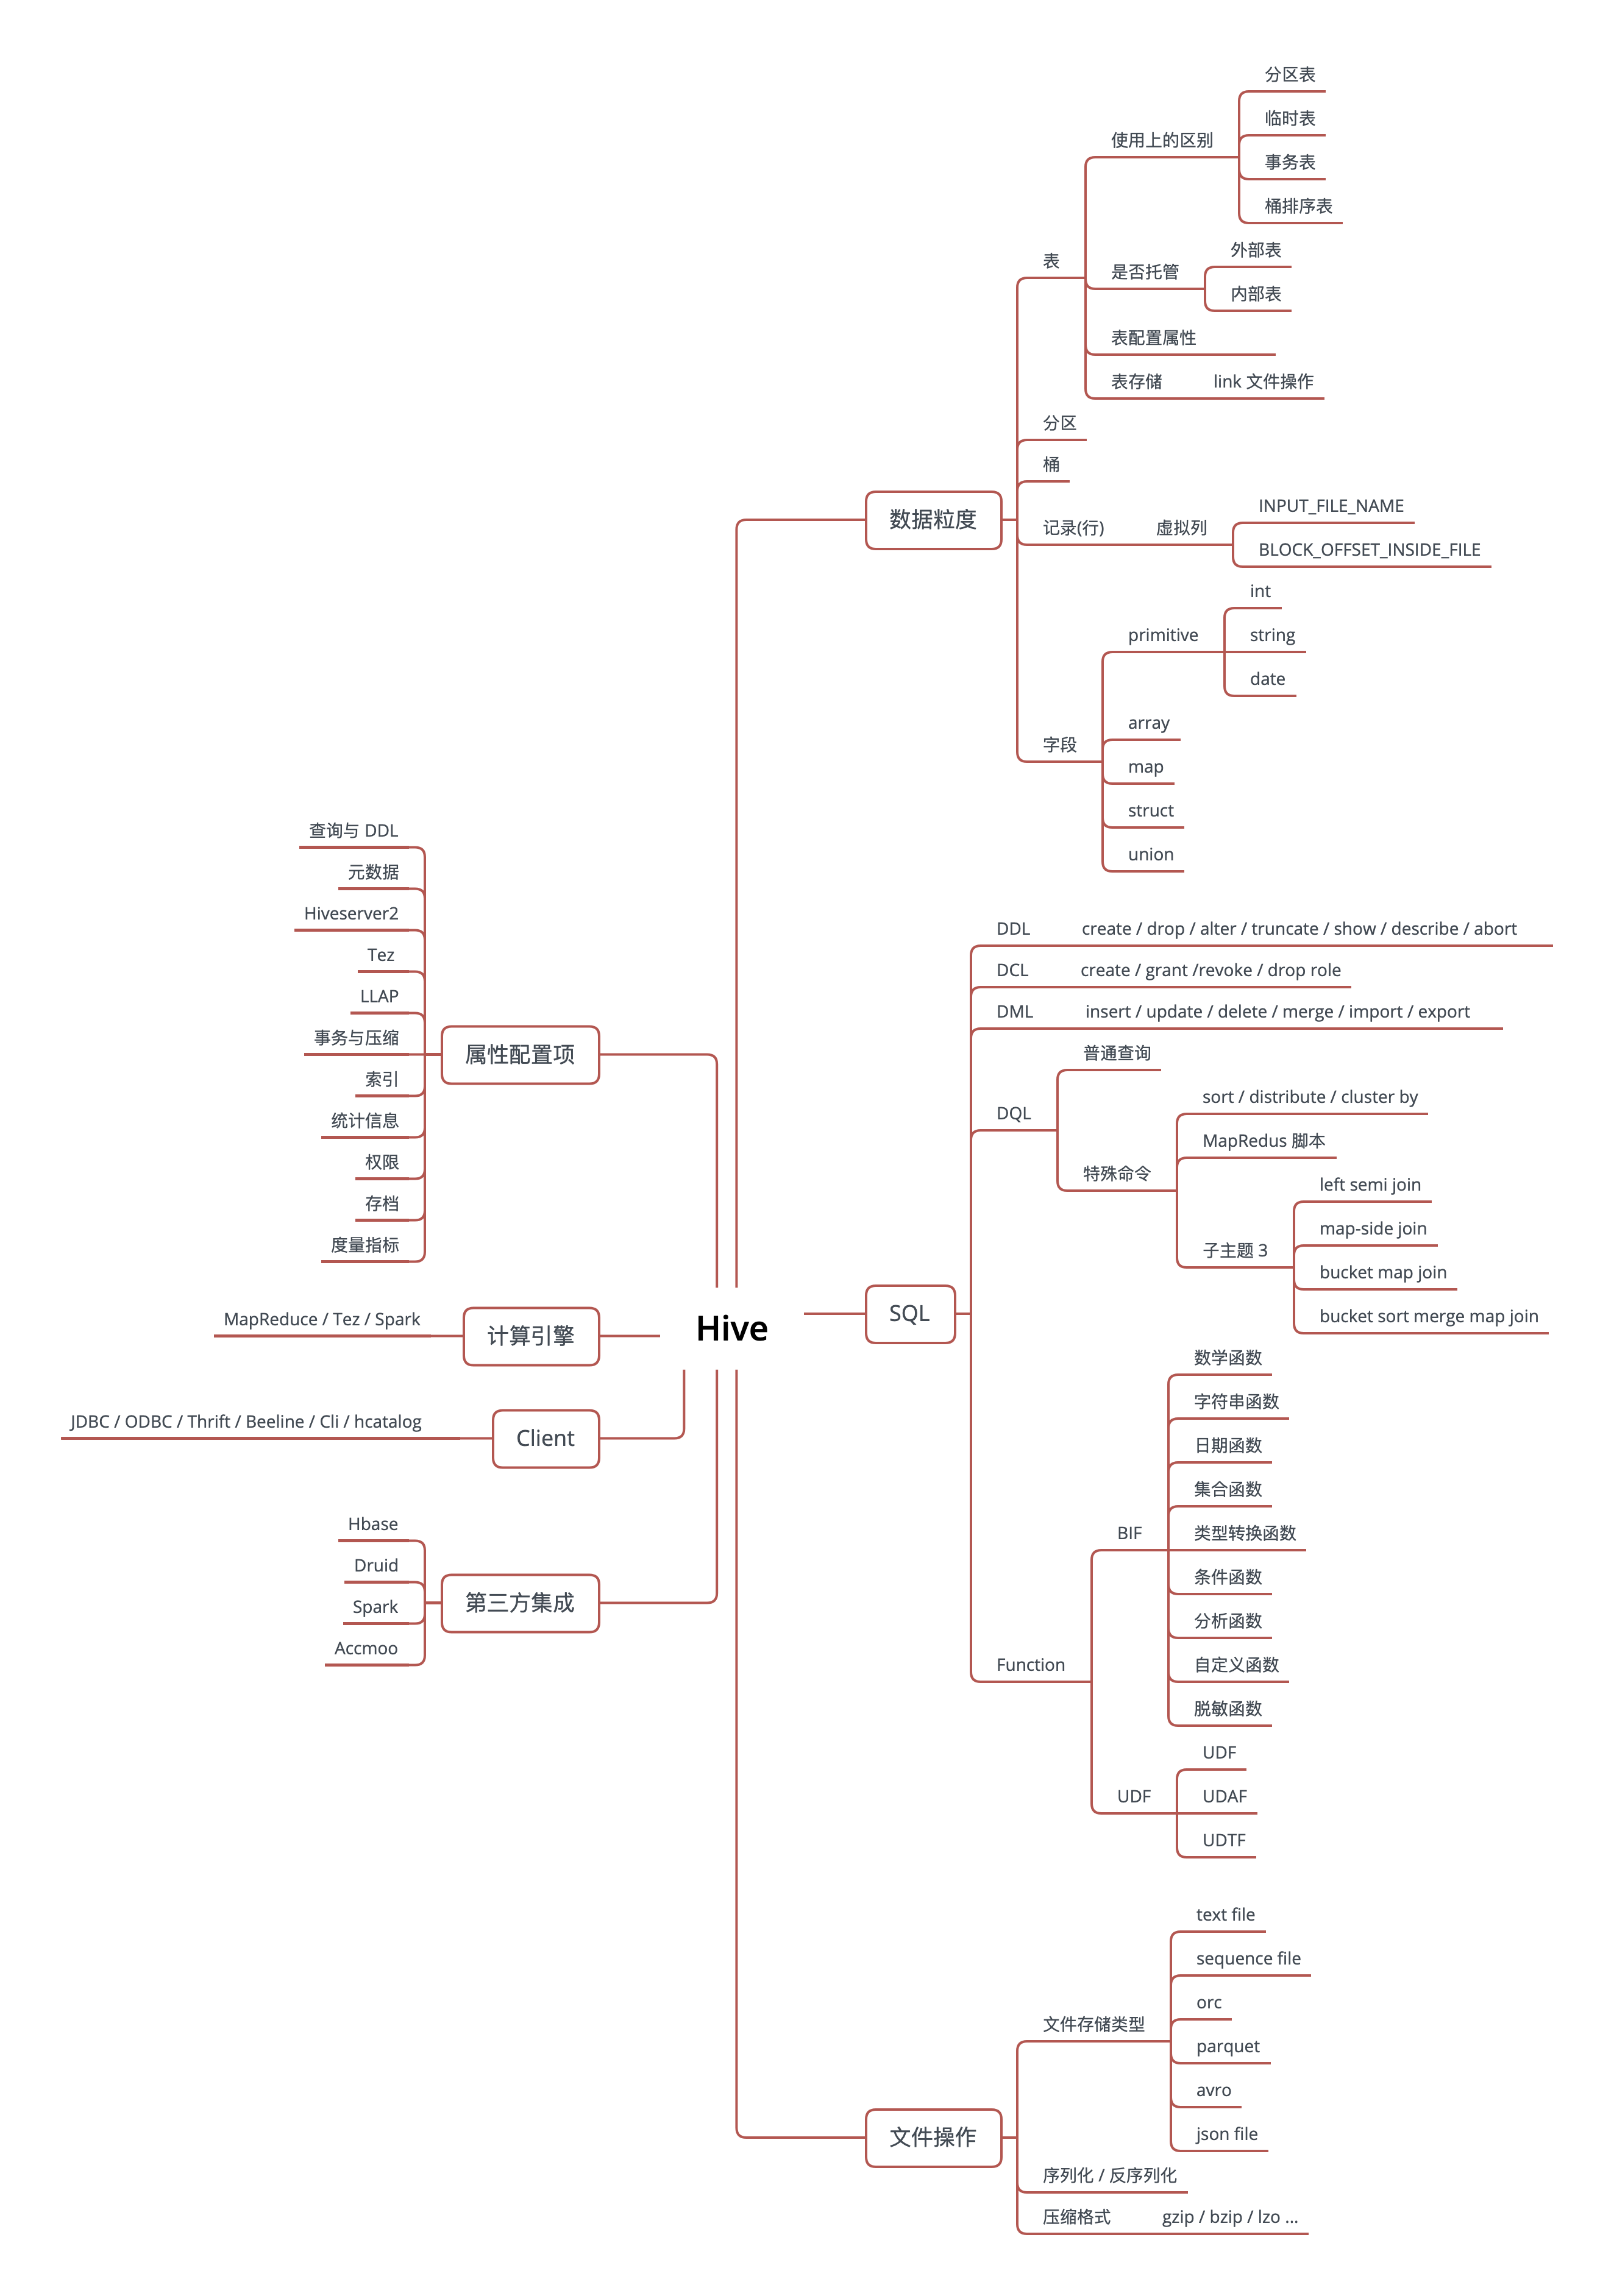 Hive
数据粒度
表
使用上的区别
分区表
临时表
事务表
桶排序表
是否托管
外部表
内部表
表配置属性
表存储
link 文件操作
分区
桶
记录(行)
虚拟列
INPUT_FILE_NAME
BLOCK_OFFSET_INSIDE_FILE
字段
primitive
int
string
date
array
map
struct
union
SQL
DDL
create / drop / alter / truncate / show / describe / abort
DCL
create / grant /revoke / drop role
DML
insert / update / delete / merge / import / export
DQL
普通查询
特殊命令
sort / distribute / cluster by
MapRedus 脚本
子主题 3
left semi join
map-side join
bucket map join
bucket sort merge map join
Function
BIF
数学函数
字符串函数
日期函数
集合函数
类型转换函数
条件函数
分析函数
自定义函数
脱敏函数
UDF
UDF
UDAF
UDTF
文件操作
文件存储类型
text file
sequence file
orc
parquet
avro
json file
序列化 / 反序列化
压缩格式
gzip / bzip / lzo ...
属性配置项
查询与 DDL
元数据
Hiveserver2
Tez
LLAP
事务与压缩
索引
统计信息
权限
存档
度量指标
计算引擎
MapReduce / Tez / Spark
Client
JDBC / ODBC / Thrift / Beeline / Cli / hcatalog
第三方集成
Hbase
Druid
Spark
Accmoo